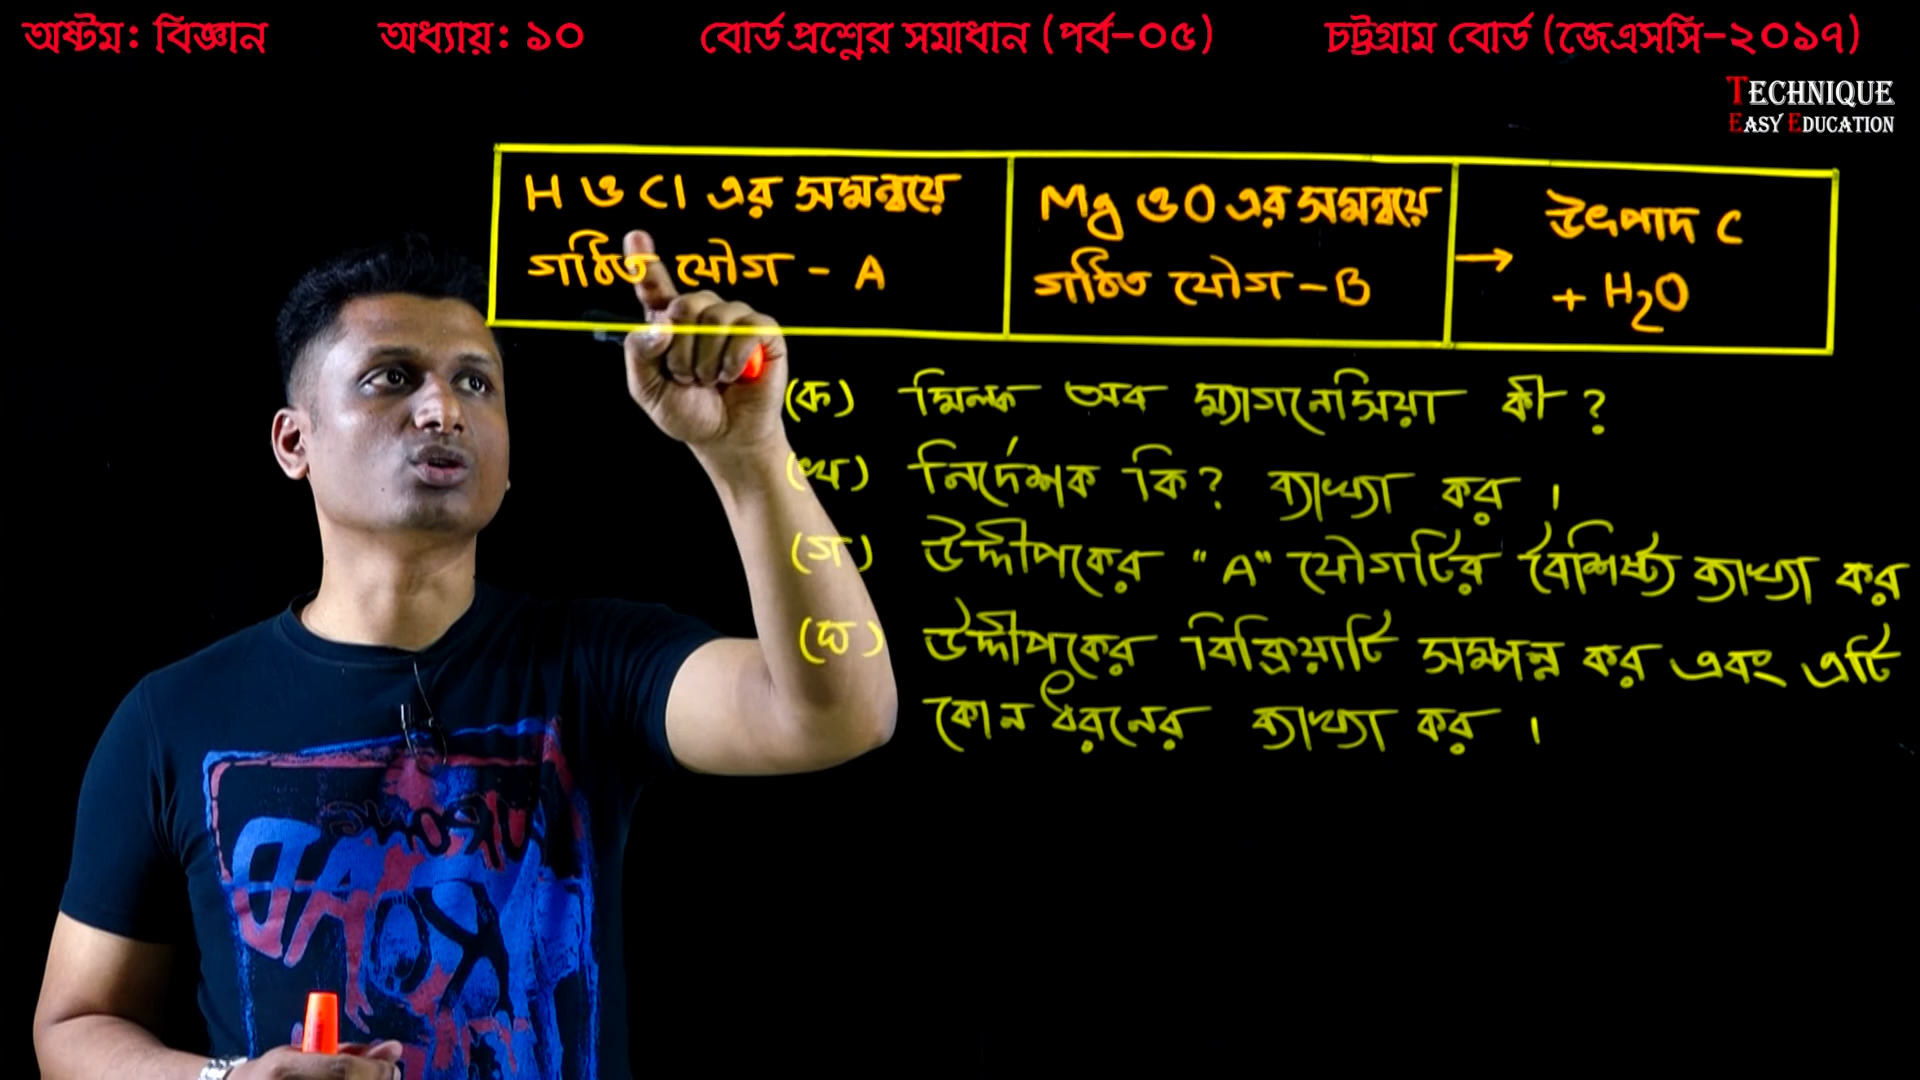 অষ্টম: বিজ্ঞান অধ্যায়: ১০ বোর্ড প্রশ্নের সমাধান (পর্ব-০৫) চট্টগ্রাম বোর্ড (জেএসসি-২০১৭)
TECHNIQUE
EASY EDUCATION
H ও Cl এর সমন্বয়ে
গঠিত যৌগ - A
Mg ও O এর সমন্বয়ে
গঠিত যৌগ - B
→ উৎপাদ C
+ H2O
(ক) মিল্ক অব ম্যাগনেসিয়া কী ?
(খ) নির্দেশক কি? ব্যাখ্যা কর ।
(গ) উদ্দীপকের "A" যৌগটির বৈশিষ্ট্য ব্যাখ্যা কর
(ঘ) উদ্দীপকের বিক্রিয়াটি সম্পন্ন কর এবং এটি
কোন ধরনের ব্যাখ্যা কর ।